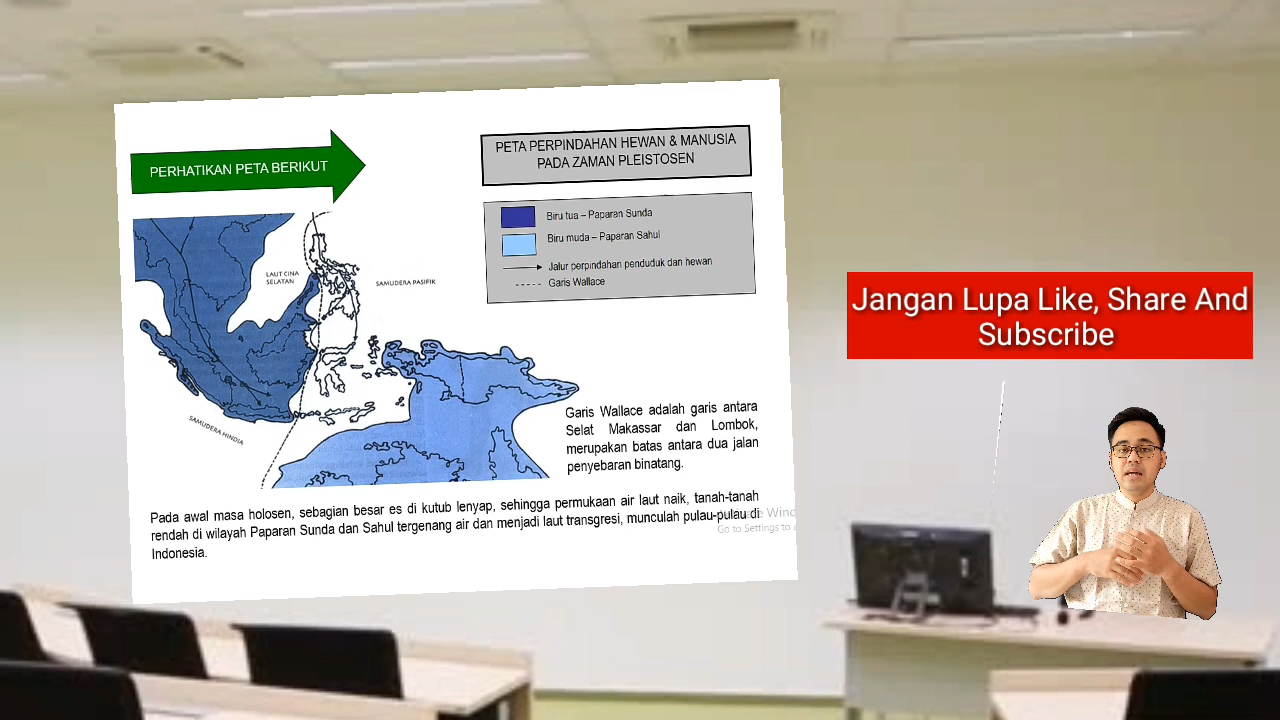 PERHATIKAN PETA BERIKUT
PETA PERPINDAHAN HEWAN & MANUSIA
PADA ZAMAN PLEISTOSEN
Biru tua – Paparan Sunda
Biru muda – Paparan Sahul
Jalur perpindahan penduduk dan hewan
Garis Wallace
LAUT CINA
SELATAN
SAMUDERA PASIFIK
SAMUDERA HINDIA
Garis Wallace adalah garis antara
Selat Makassar dan Lombok,
merupakan batas antara dua jalan
penyebaran binatang.
Pada awal masa holosen, sebagian besar es di kutub lenyap, sehingga permukaan air laut naik, tanah-tanah
rendah di wilayah Paparan Sunda dan Sahul tergenang air dan menjadi laut transgresi, munculah pulau-pulau di
Indonesia.
Wind
Go to Settings to
Jangan Lupa Like, Share And
Subscribe